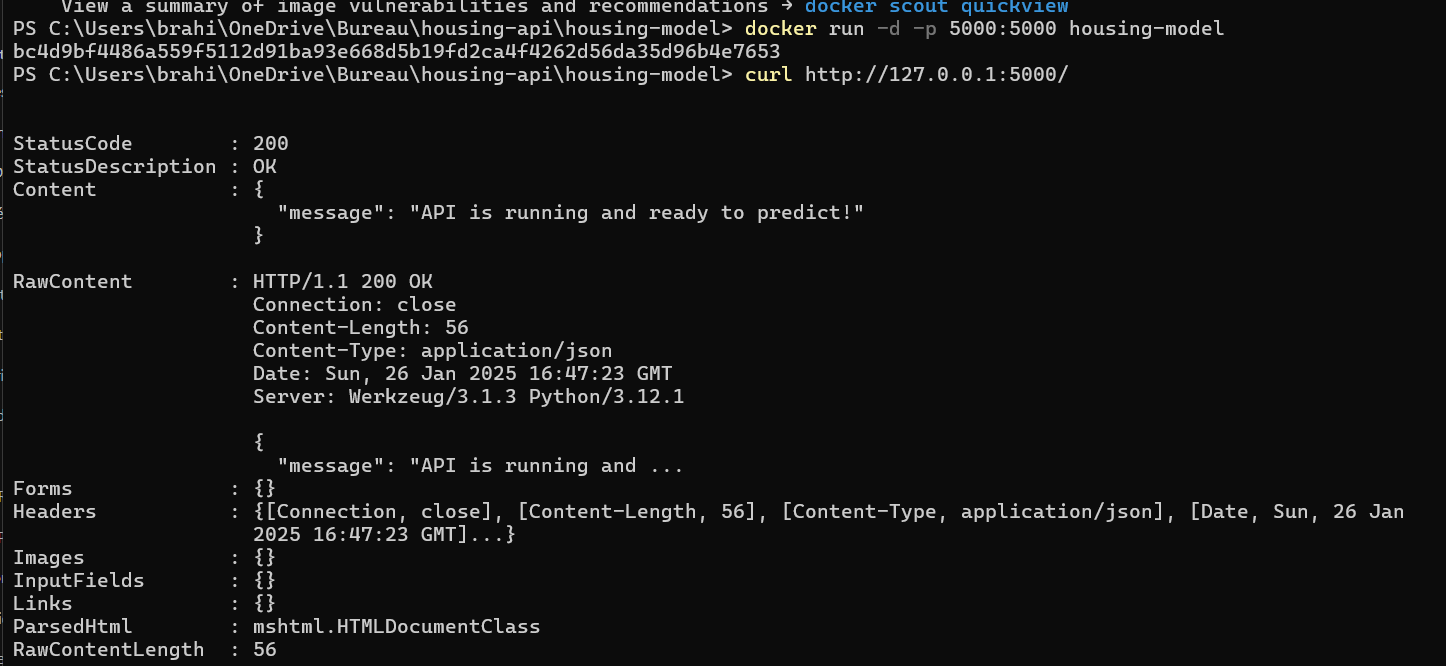 View a summary of image vulnerabilities and recommendations → docker scout quickview
PS C:\Users\brahi\OneDrive\Bureau\housing-api\housing-model> docker run -d -p 5000:5000 housing-model
bc4d9bf4486a559f5112d91ba93e668d5b19fd2ca4f4262d56da35d96b4e7653
PS C:\Users\brahi\OneDrive\Bureau\housing-api\housing-model> curl http://127.0.0.1:5000/
StatusCode        : 200
StatusDescription : OK
Content           : {
                      "message": "API is running and ready to predict!"
                    }
RawContent        : HTTP/1.1 200 OK
                    Connection: close
                    Content-Length: 56
                    Content-Type: application/json
                    Date: Sun, 26 Jan 2025 16:47:23 GMT
                    Server: Werkzeug/3.1.3 Python/3.12.1
                    {
                      "message": "API is running and ...
Forms             : {}
Headers           : {[Connection, close], [Content-Length, 56], [Content-Type, application/json], [Date, Sun, 26 Jan
                    2025 16:47:23 GMT]...}
Images            : {}
InputFields       : {}
Links             : {}
ParsedHtml        : mshtml.HTMLDocumentClass
RawContentLength  : 56